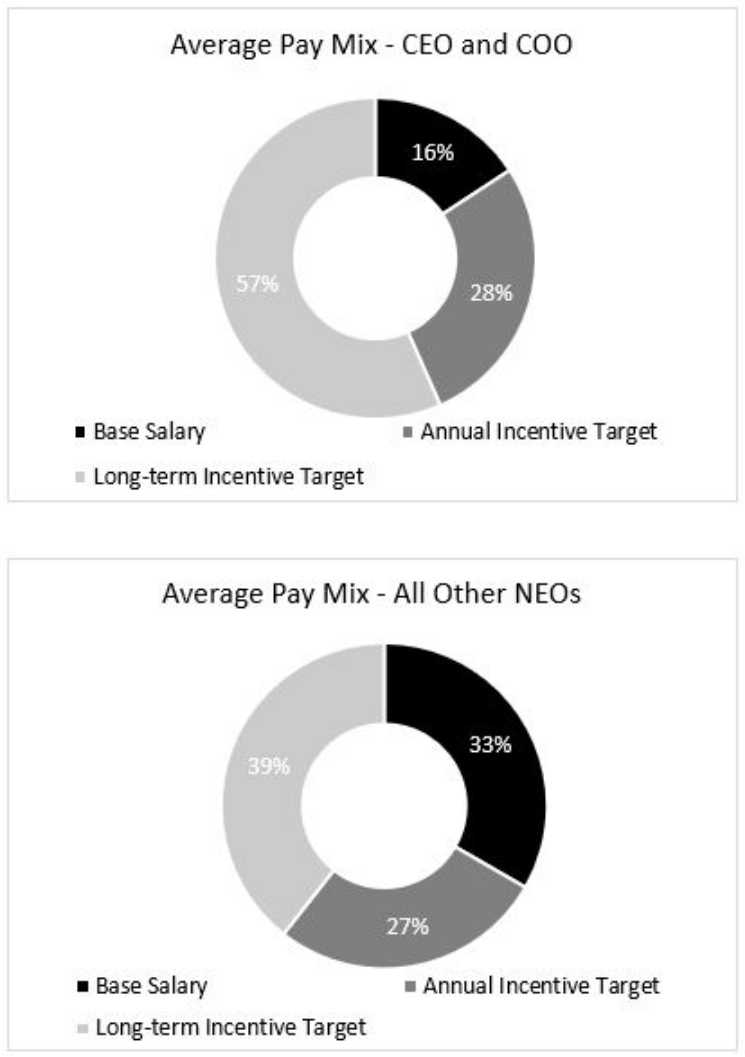 Average Pay Mix - CEO and COO
16%
57%
28%
Base Salary
Annual Incentive Target
Long-term Incentive Target
Average Pay Mix - All Other NEOs
33%
39%
27%
Base Salary
Annual Incentive Target
Long-term Incentive Target